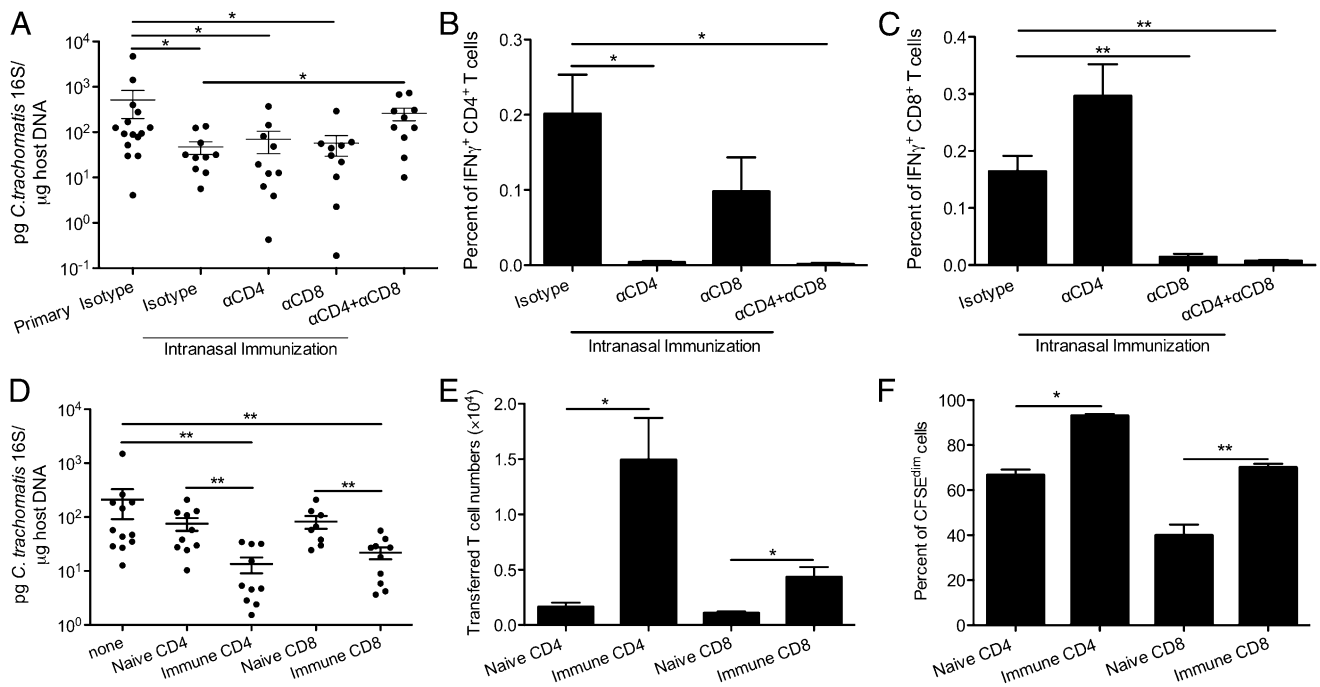 A
pg C.trachomatis 16S/
µg host DNA
10⁴
10³
10²
10¹
10⁰
10⁻¹
*
*
*
*
Primary Isotype
Isotype
αCD4
αCD8
αCD4+αCD8
Intranasal Immunization
B
Percent of IFNγ⁺ CD4⁺ T cells
0.3
0.2
0.1
0.0
*
*
Isotype
αCD4
αCD8
αCD4+αCD8
Intranasal Immunization
C
Percent of IFNγ⁺ CD8⁺ T cells
0.4
0.3
0.2
0.1
0.0
**
**
Isotype
αCD4
αCD8
αCD4+αCD8
Intranasal Immunization
D
pg C. trachomatis 16S/
µg host DNA
10⁴
10³
10²
10¹
10⁰
**
**
**
**
none
Naive CD4
Immune CD4
Naive CD8
Immune CD8
E
Transferred T cell numbers (×10⁴)
2.0
1.5
1.0
0.5
0.0
*
*
Naive CD4
Immune CD4
Naive CD8
Immune CD8
F
Percent of CFSEᵈⁱᵐ cells
100
80
60
40
20
0
*
**
Naive CD4
Immune CD4
Naive CD8
Immune CD8